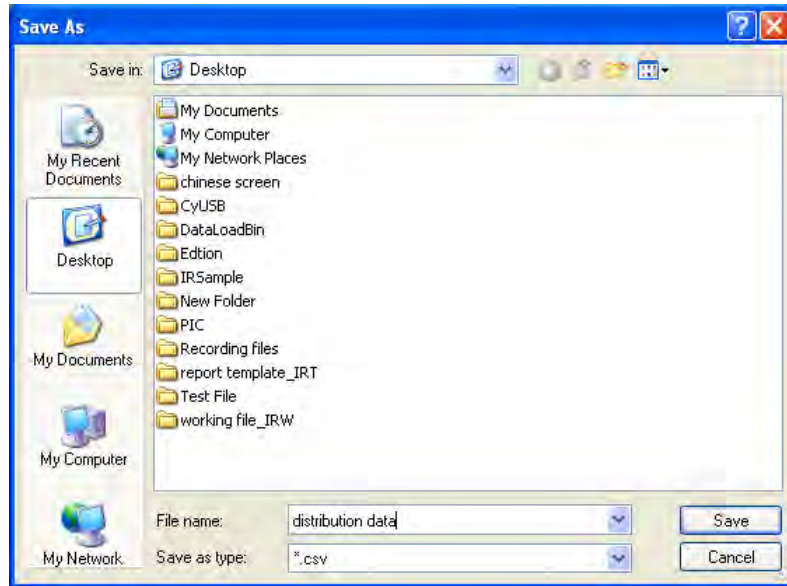 Save As
Save in:
Desktop
My Recent
Documents
Desktop
My Documents
My Computer
My Network
My Documents
My Computer
My Network Places
chinese screen
CyUSB
DataLoadBin
Edtion
IRSample
New Folder
PIC
Recording files
report template_IRT
Test File
working file_IRW
File name:
distribution data
Save
Save as type:
*.csv
Cancel